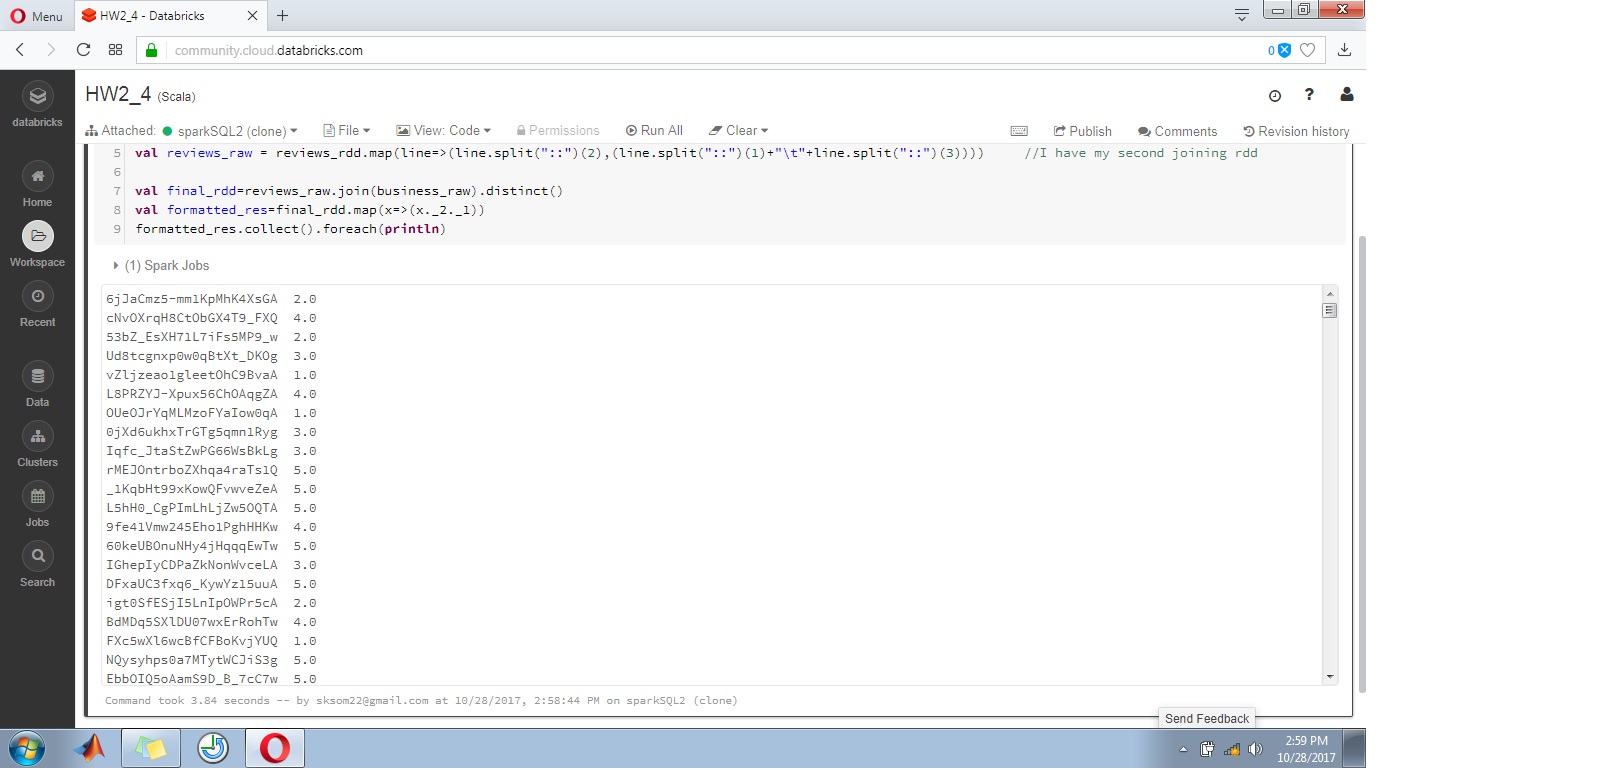 Menu
HW2_4 - Databricks
community.cloud.databricks.com
0
databricks
Home
Workspace
Recent
Data
Clusters
Jobs
Search
HW2_4 (Scala)
Attached: sparkSQL2 (clone) File View: Code Permissions Run All Clear Publish Comments Revision history
5 val reviews_raw = reviews_rdd.map(line=>(line.split("::")(2),(line.split("::")(1)+"\t"+line.split("::")(3)))) //I have my second joining rdd
6
7 val final_rdd=reviews_raw.join(business_raw).distinct()
8 val formatted_res=final_rdd.map(x=>(x._2._1))
9 formatted_res.collect().foreach(println)
(1) Spark Jobs
6jJaCmz5-mm1KpMhK4XsGA 2.0
cNvOXrqH8CtObGX4T9_FXQ 4.0
53bZ_EsXH71L7iFs5MP9_w 2.0
Ud8tcgnxp0w0qBtXt_DKOg 3.0
vZljzeao1gleetOhC9BvaA 1.0
L8PRZYJ-Xpux56ChOAqgZA 4.0
OUeOJrYqMLMzoFYaIow0qA 1.0
0jXd6ukhxTrGTg5qmn1Ryg 3.0
Iqfc_JtaStZwPG66WsBkLg 3.0
rMEJOntrboZXhqa4raTs1Q 5.0
_1KqbHt99xKowQFvwveZeA 5.0
L5hH0_CgPImLhLjZw5OQTA 5.0
9fe41Vmw245Eho1PghHHKw 4.0
60keUBOnuNHy4jHqqqEwTw 5.0
IGhepIyCDPaZkNonWvceLA 3.0
DFxaUC3fxq6_KywYz15uuA 5.0
igt0SfESjI5LnIpOWPr5cA 2.0
BdMDq5SXlDU07wxErRohTw 4.0
FXc5wXl6wcBfCFBoKvjYUQ 1.0
NQysyhps0a7MTytWCJiS3g 5.0
EbbOIQ5oAamS9D_B_7cC7w 5.0
Command took 3.84 seconds -- by sksom22@gmail.com at 10/28/2017, 2:58:44 PM on sparkSQL2 (clone)
Send Feedback
2:59 PM
10/28/2017